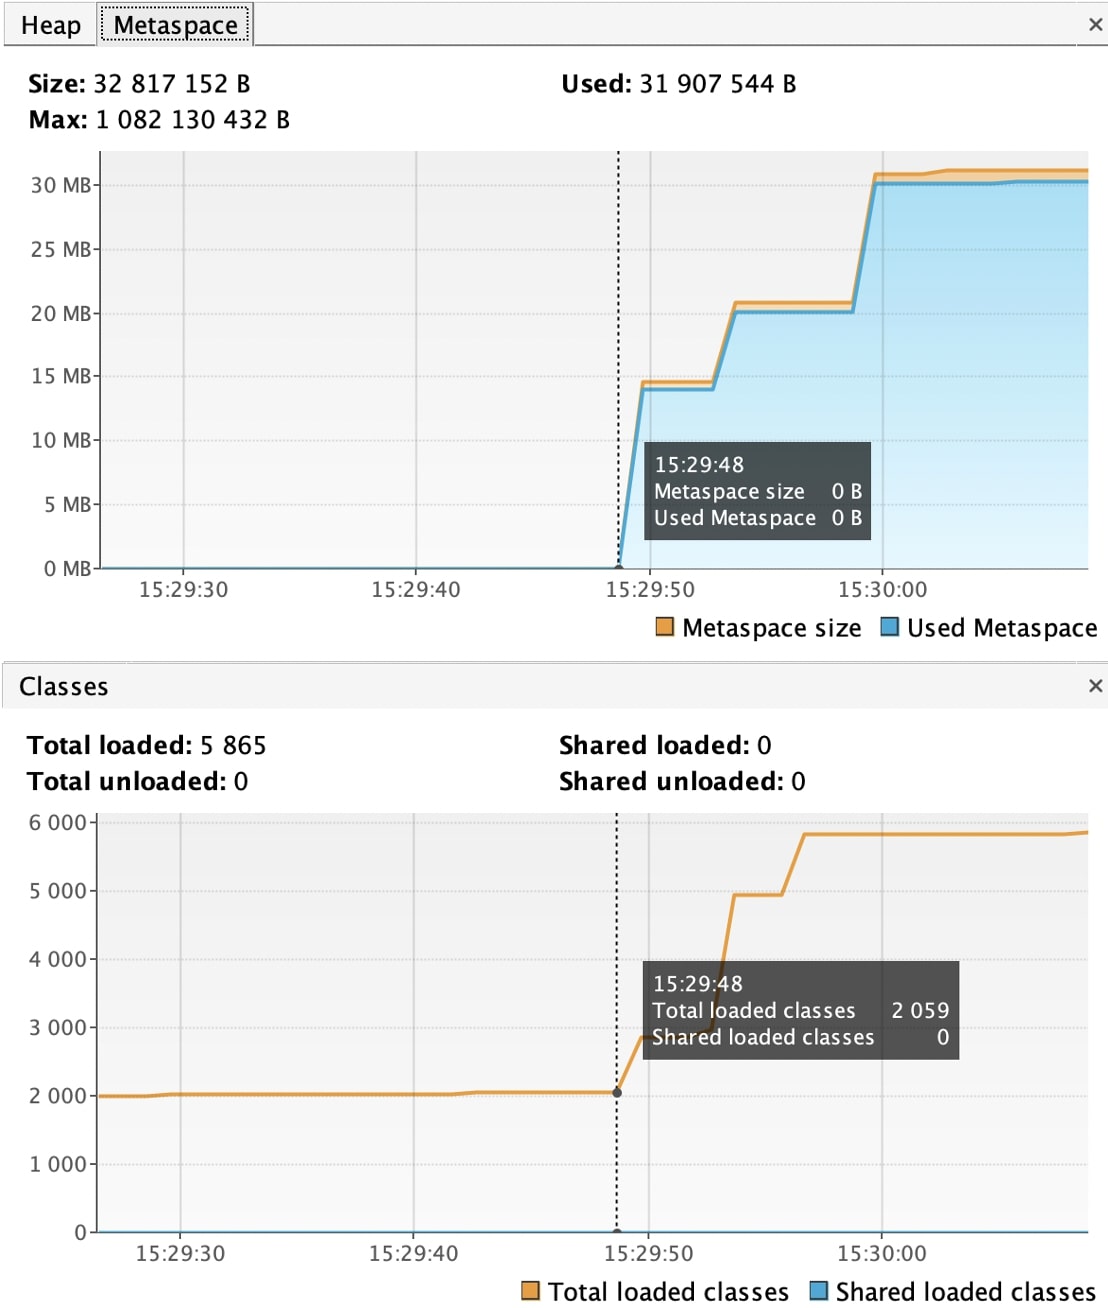 Heap Metaspace ×
Size: 32 817 152 B Used: 31 907 544 B
Max: 1 082 130 432 B
30 MB
25 MB
20 MB
15 MB
10 MB
5 MB
0 MB
15:29:48
Metaspace size 0 B
Used Metaspace 0 B
15:29:30 15:29:40 15:29:50 15:30:00
Metaspace size Used Metaspace
Classes ×
Total loaded: 5 865 Shared loaded: 0
Total unloaded: 0 Shared unloaded: 0
6 000
5 000
4 000
3 000
2 000
1 000
0
15:29:48
Total loaded classes 2 059
Shared loaded classes 0
15:29:30 15:29:40 15:29:50 15:30:00
Total loaded classes Shared loaded classes